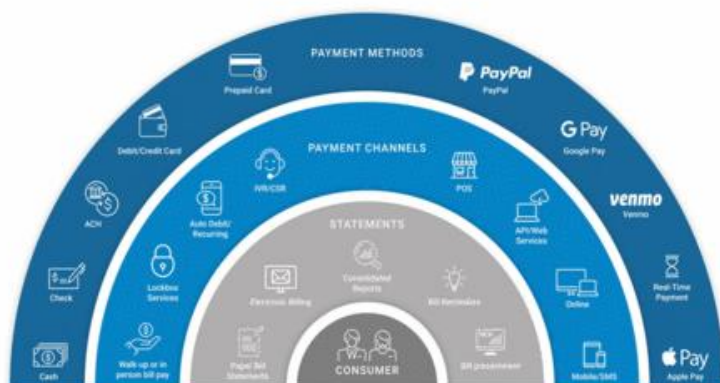 PAYMENT METHODS
Prepaid Card
PayPal
PayPal
Debit/Credit Card
G Pay
Google Pay
ACH
venmo
Venmo
Check
Real-Time
Payment
Cash
Pay
Apple Pay
PAYMENT CHANNELS
IVR/CSR
POS
Auto Debit/
Recurring
API/Web
Services
Lockbox
Services
Online
Walk-up or in
person bill pay
Mobile/SMS
STATEMENTS
Consolidated
Reports
Electronic Billing
Bill Reminders
Paper Bill
Statements
Bill presentment
CONSUMER